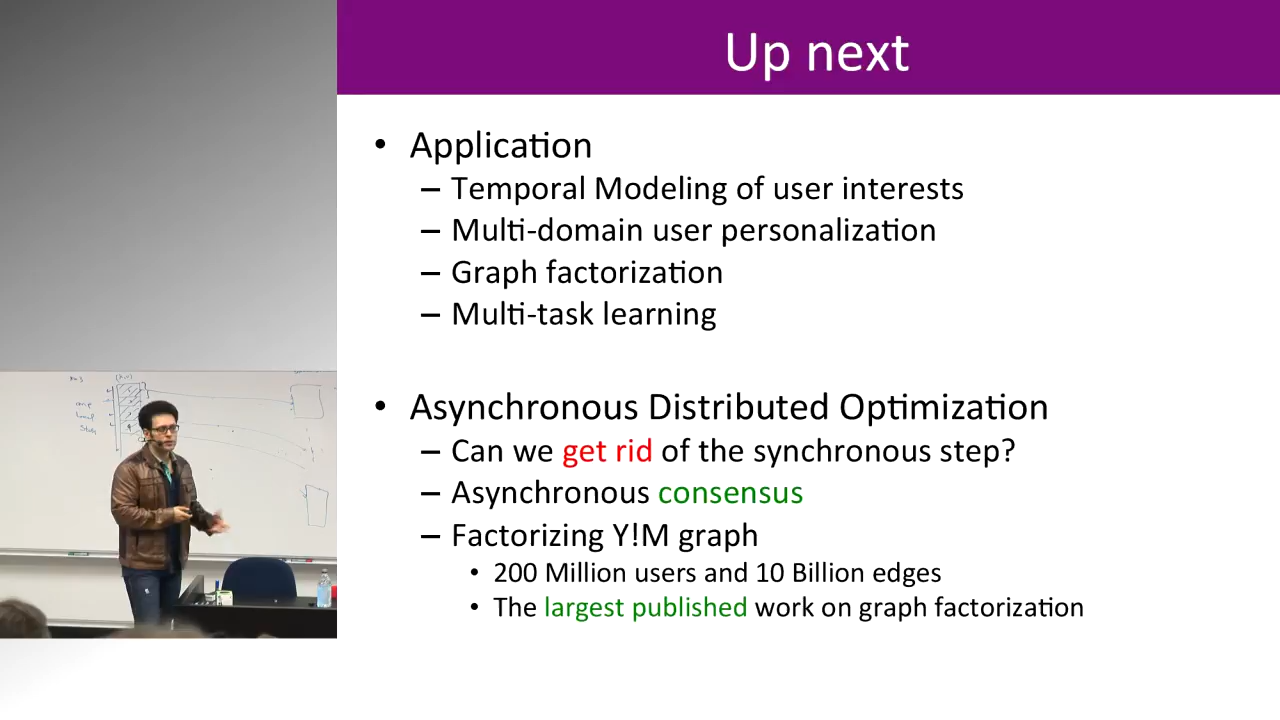 Up next
• Application
– Temporal Modeling of user interests
– Multi-domain user personalization
– Graph factorization
– Multi-task learning
• Asynchronous Distributed Optimization
– Can we get rid of the synchronous step?
– Asynchronous consensus
– Factorizing Y!M graph
• 200 Million users and 10 Billion edges
• The largest published work on graph factorization